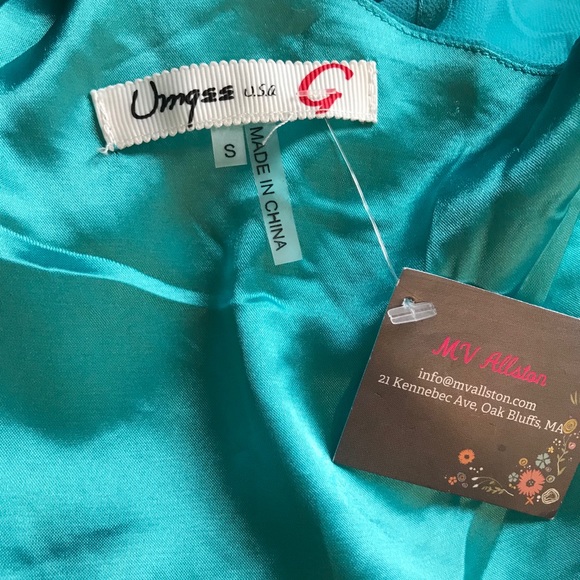 Umgee U.S.A G
S
MADE IN CHINA
MV Allston
info@mvallston.com
21 Kennebec Ave, Oak Bluffs, MA